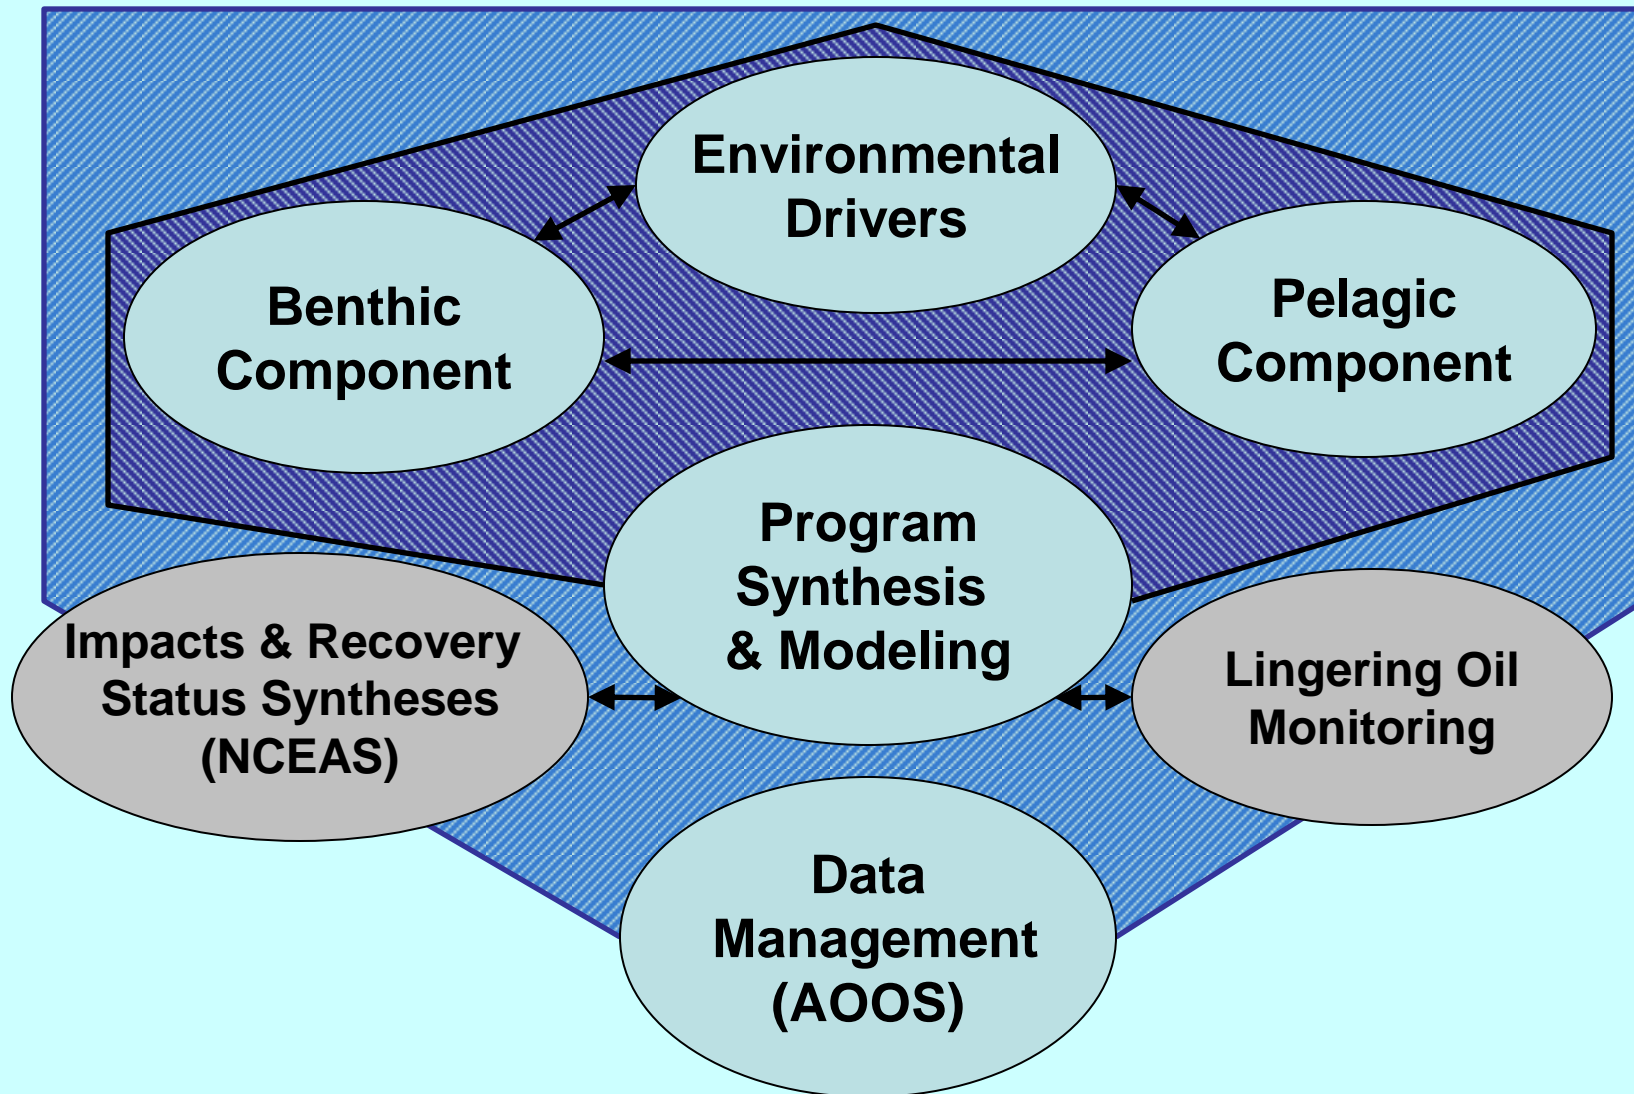 Environmental
Drivers
Benthic
Component
Pelagic
Component
Program
Synthesis
& Modeling
Impacts & Recovery
Status Syntheses
(NCEAS)
Lingering Oil
Monitoring
Data
Management
(AOOS)